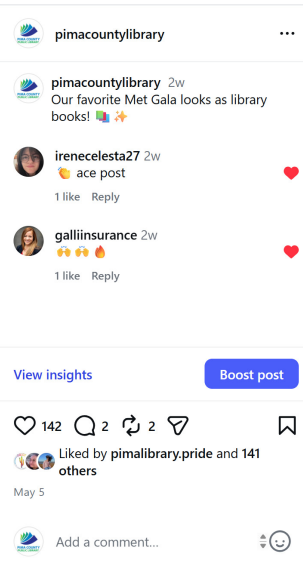 pimacountylibrary
pimacountylibrary 2w
Our favorite Met Gala looks as library
books! 📚✨
irenecelesta27 2w
👏 ace post
1 like Reply
galliinsurance 2w
🙌🙌🔥
1 like Reply
View insights
Boost post
142 2 2
Liked by pimalibrary.pride and 141
others
May 5
Add a comment...